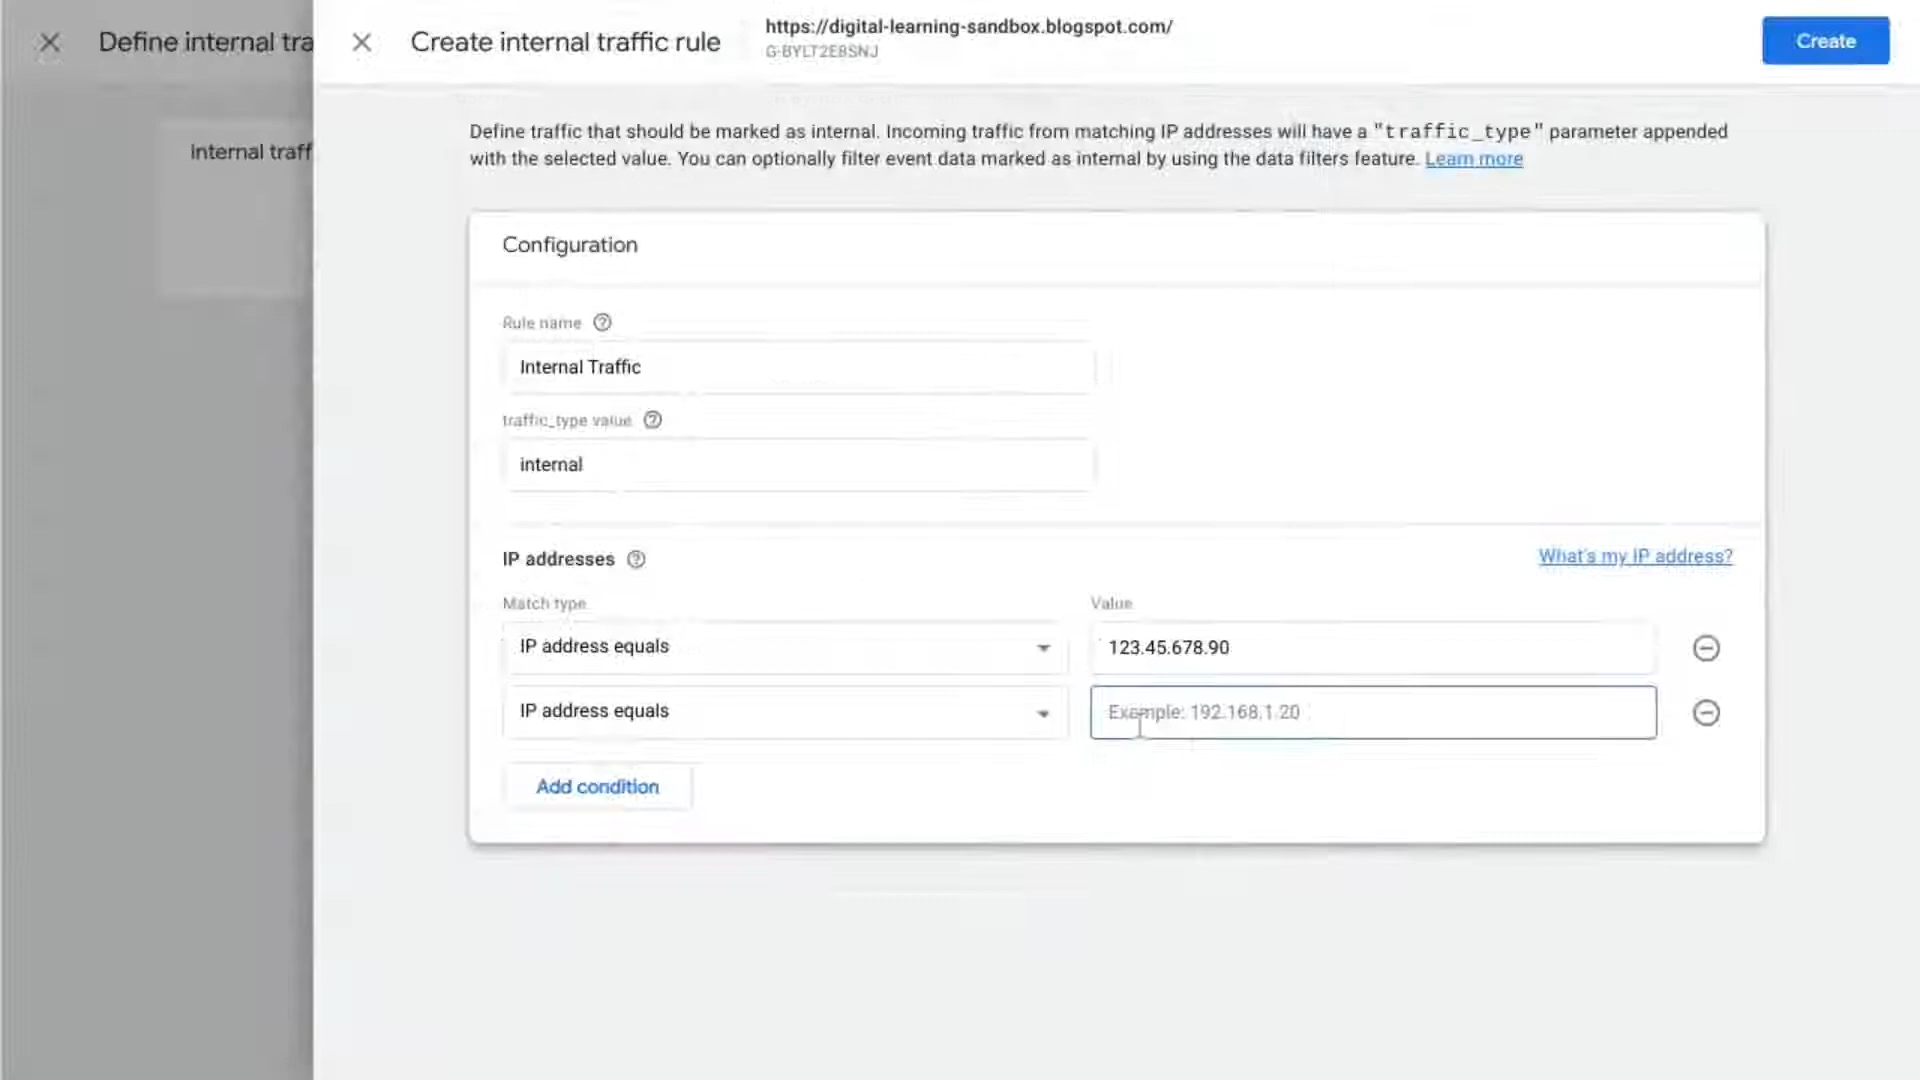 Define internal tra
Create internal traffic rule
https://digital-learning-sandbox.blogspot.com/
G-BYLT2EBSNJ
Create
Internal traff
Define traffic that should be marked as internal. Incoming traffic from matching IP addresses will have a "traffic_type" parameter appended
with the selected value. You can optionally filter event data marked as internal by using the data filters feature. Learn more
Configuration
Rule name
Internal Traffic
traffic_type value
internal
IP addresses
What's my IP address?
Match type
Value
IP address equals
123.45.678.90
IP address equals
Example: 192.168.1.20
Add condition